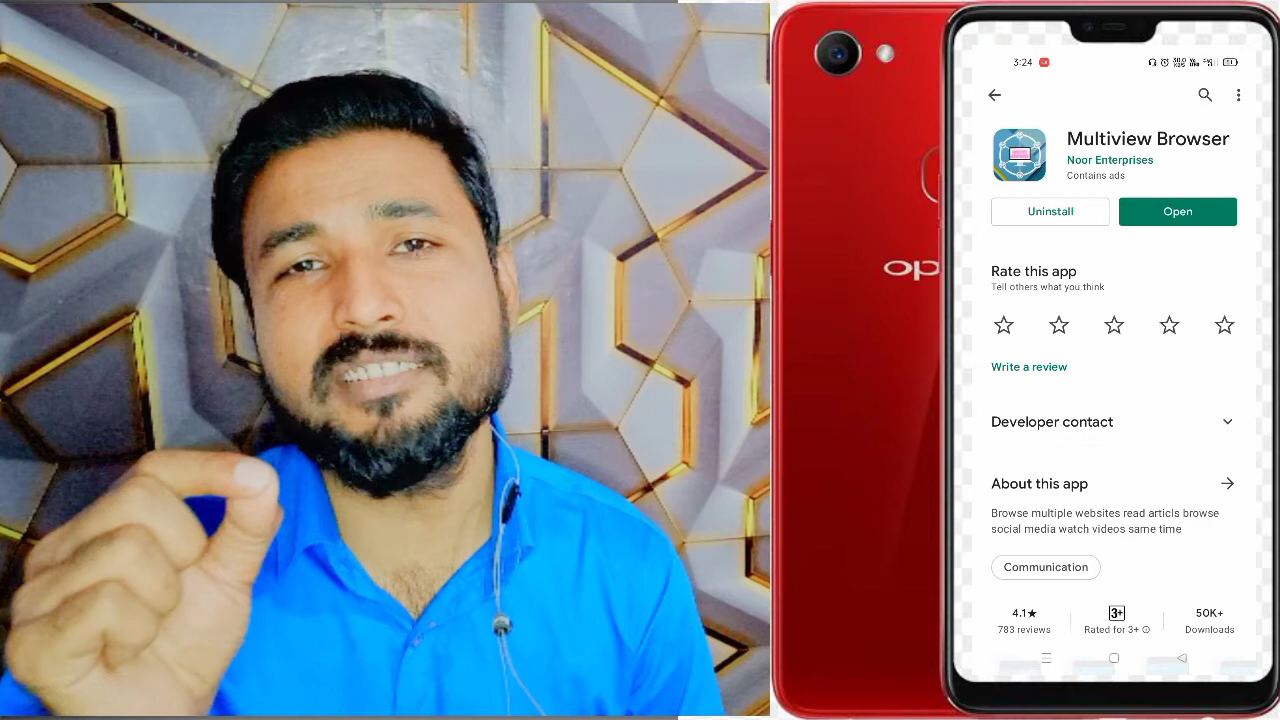 op
3:24
Multiview Browser
Noor Enterprises
Contains ads
Uninstall
Open
Rate this app
Tell others what you think
Write a review
Developer contact
About this app
Browse multiple websites read articls browse
social media watch videos same time
Communication
4.1★
783 reviews
3+
Rated for 3+
50K+
Downloads